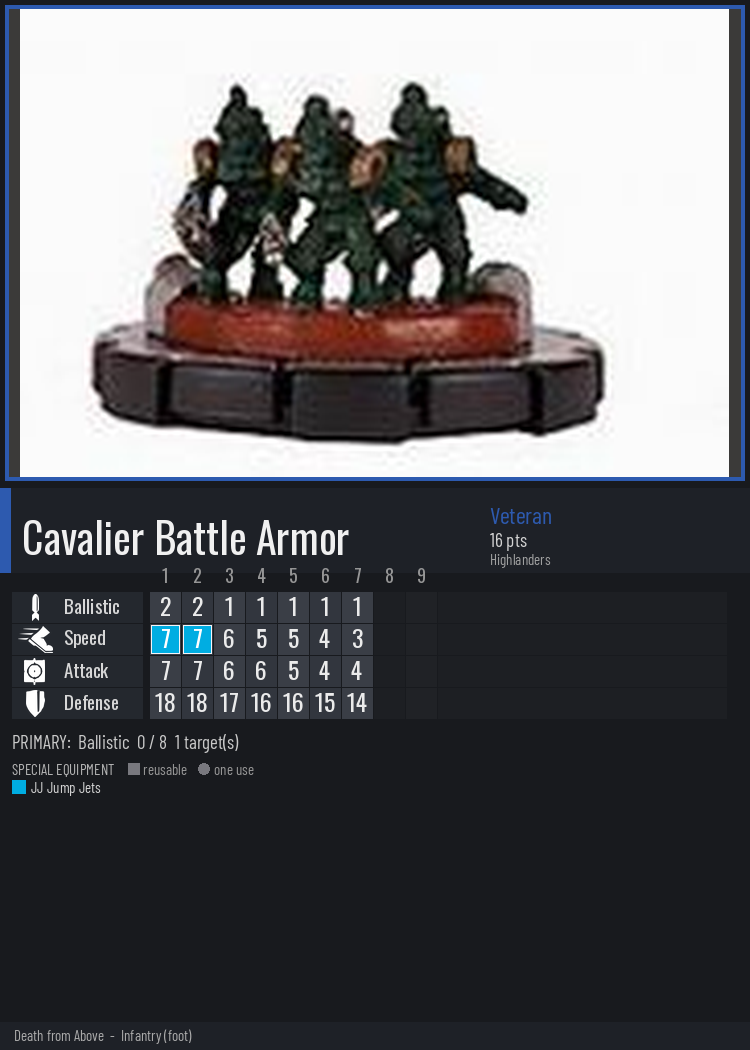 Cavalier Battle Armor
Veteran
16 pts
Highlanders
1 2 3 4 5 6 7 8 9
Ballistic 2 2 1 1 1 1 1
Speed 7 7 6 5 5 4 3
Attack 7 7 6 6 5 4 4
Defense 18 18 17 16 16 15 14
PRIMARY: Ballistic 0 / 8 1 target(s)
SPECIAL EQUIPMENT reusable one use
JJ Jump Jets
Death from Above - Infantry (foot)